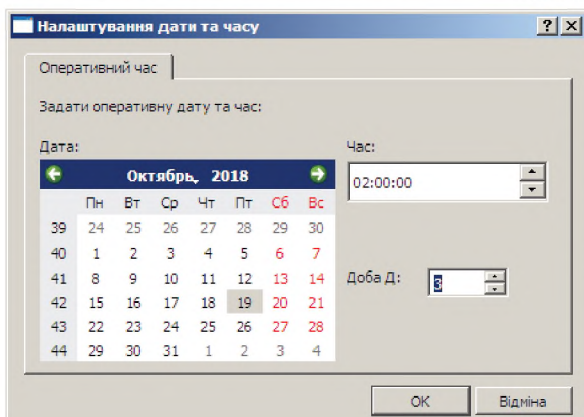 Налаштування дати та часу
Оперативний час
Задати оперативну дату та час:
Дата:
Час:
Октябрь, 2018
02:00:00
Пн Вт Ср Чт Пт Сб Вс
39 24 25 26 27 28 29 30
40 1 2 3 4 5 6 7
41 8 9 10 11 12 13 14
Доба Д: 3
42 15 16 17 18 19 20 21
43 22 23 24 25 26 27 28
44 29 30 31 1 2 3 4
ОК
Відміна